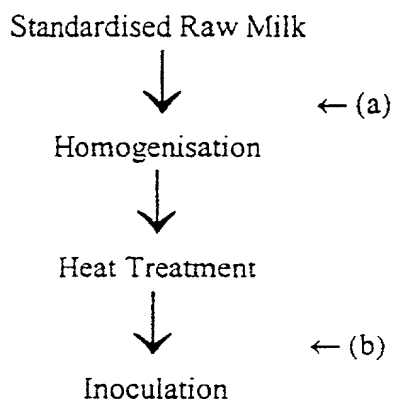 Standardised Raw Milk
← (a)
Homogenisation
Heat Treatment
← (b)
Inoculation